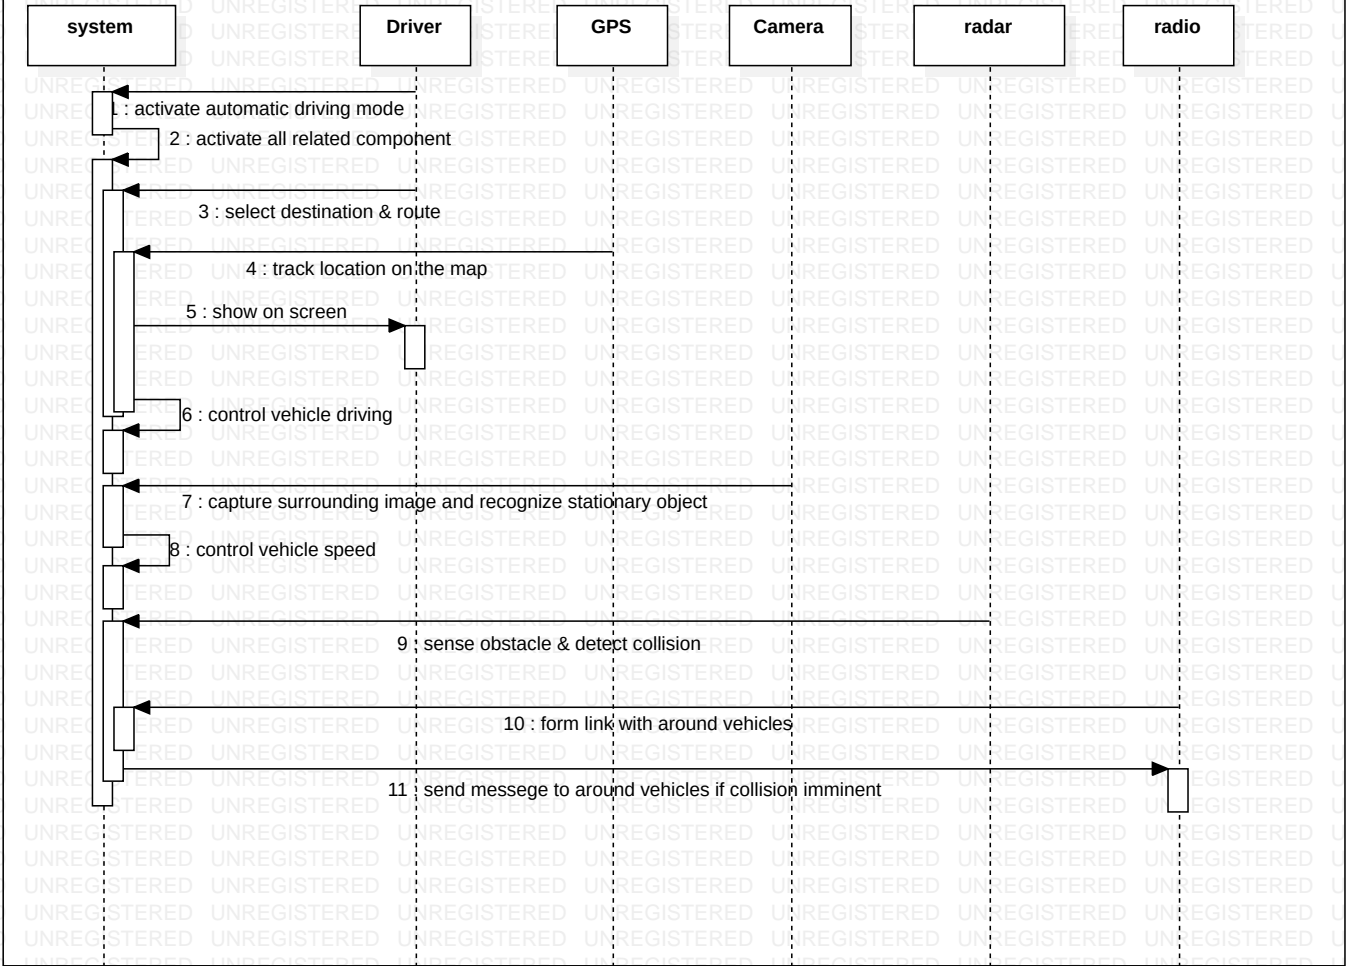 system
Driver
GPS
Camera
radar
radio
1 : activate automatic driving mode
2 : activate all related component
3 : select destination & route
4 : track location on the map
5 : show on screen
6 : control vehicle driving
7 : capture surrounding image and recognize stationary object
8 : control vehicle speed
9 : sense obstacle & detect collision
10 : form link with around vehicles
11 : send messege to around vehicles if collision imminent
UNREGISTERED